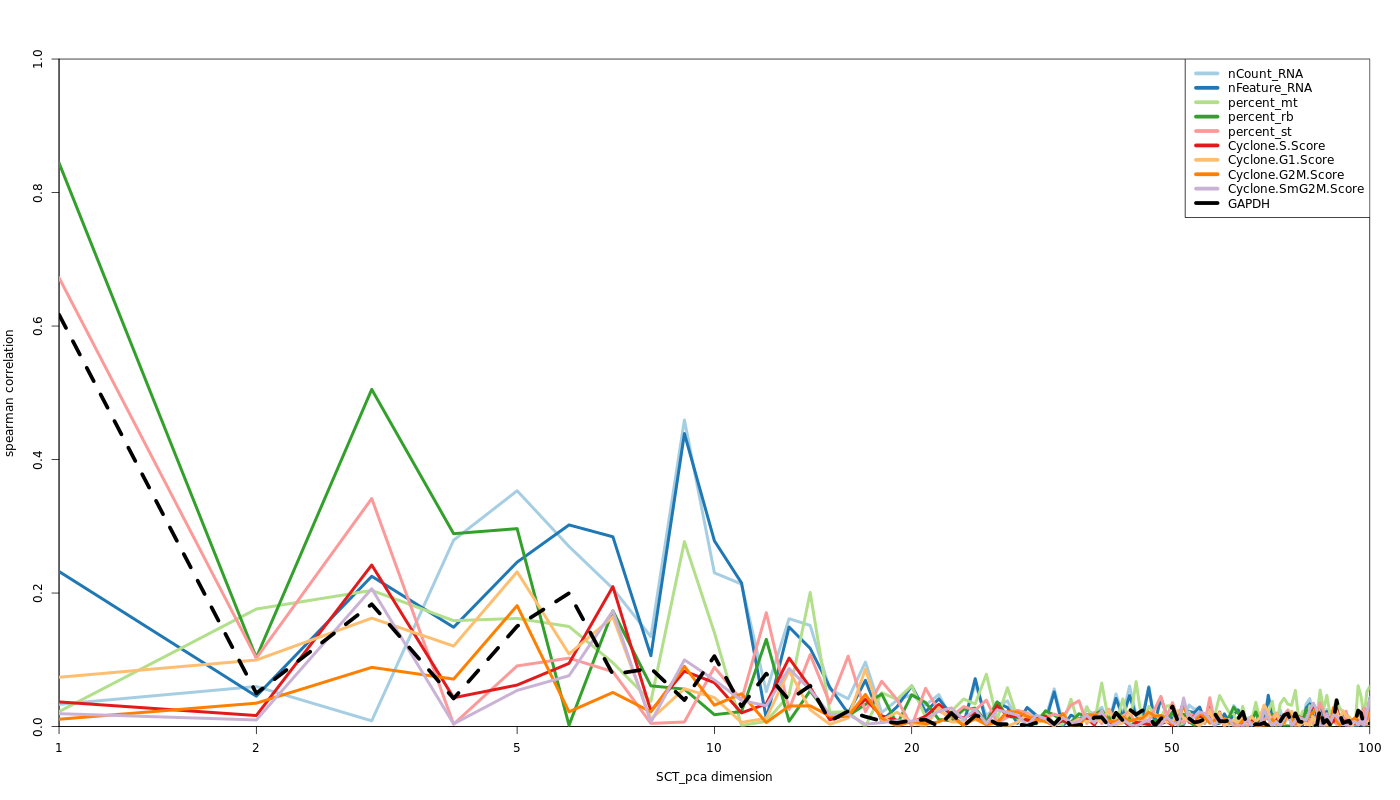 spearman correlation
1.0
0.8
0.6
0.4
0.2
0.0
nCount_RNA
nFeature_RNA
percent_mt
percent_rb
percent_st
Cyclone.S.Score
Cyclone.G1.Score
Cyclone.G2M.Score
Cyclone.SmG2M.Score
GAPDH
1 2 5 10 20 50 100
SCT_pca dimension